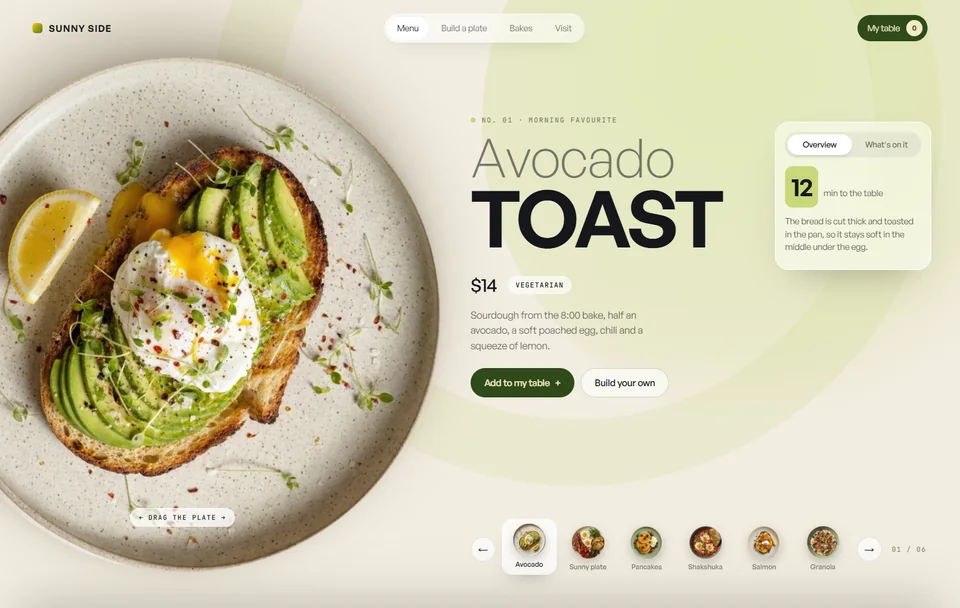 SUNNY SIDE
Menu
Build a plate
Bakes
Visit
My table 0
NO. 01 · MORNING FAVOURITE
Avocado
TOAST
$14
VEGETARIAN
Sourdough from the 8:00 bake, half an
avocado, a soft poached egg, chili and a
squeeze of lemon.
Add to my table +
Build your own
Overview
What's on it
12 min to the table
The bread is cut thick and toasted
in the pan, so it stays soft in the
middle under the egg.
← DRAG THE PLATE →
←
Avocado
Sunny plate
Pancakes
Shakshuka
Salmon
Granola
→
01 / 06